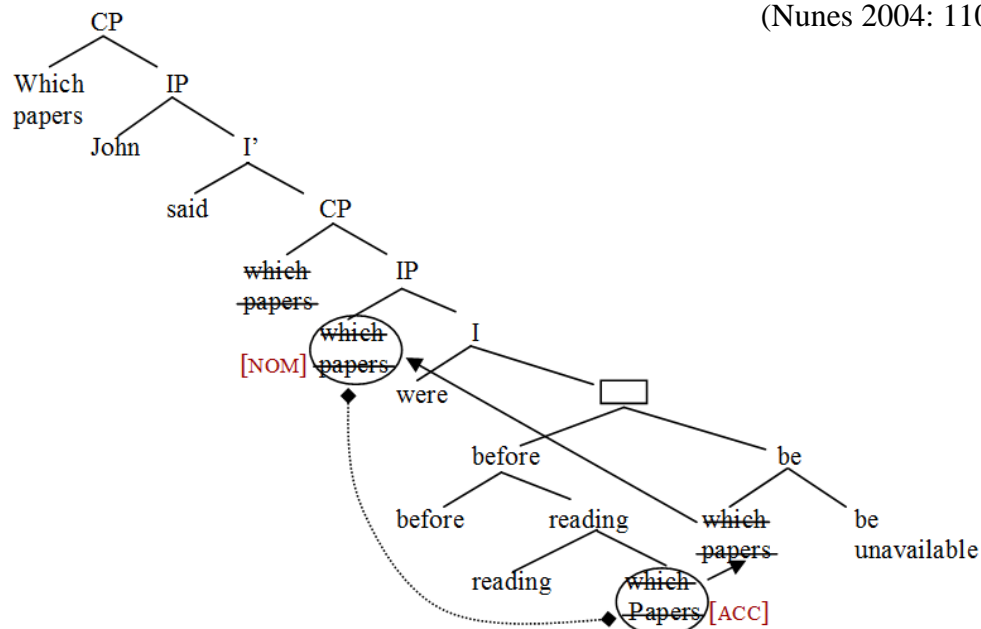 (Nunes 2004: 110
CP
Which
papers
IP
John
I’
said
CP
which
papers
IP
which
papers
[NOM]
I
were
before
be
before
reading
which
papers
be
unavailable
reading
which
Papers
[ACC]